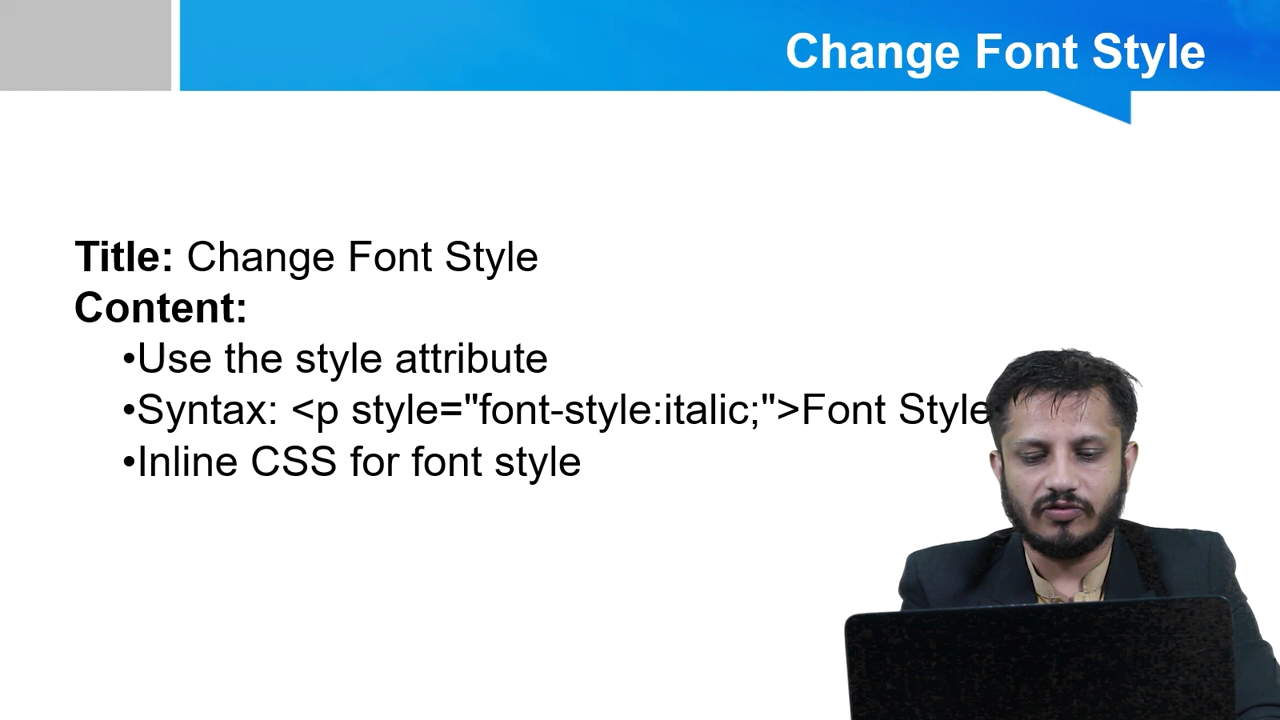 Change Font Style
Title: Change Font Style
Content:
•Use the style attribute
•Syntax: <p style="font-style:italic;">Font Style
•Inline CSS for font style